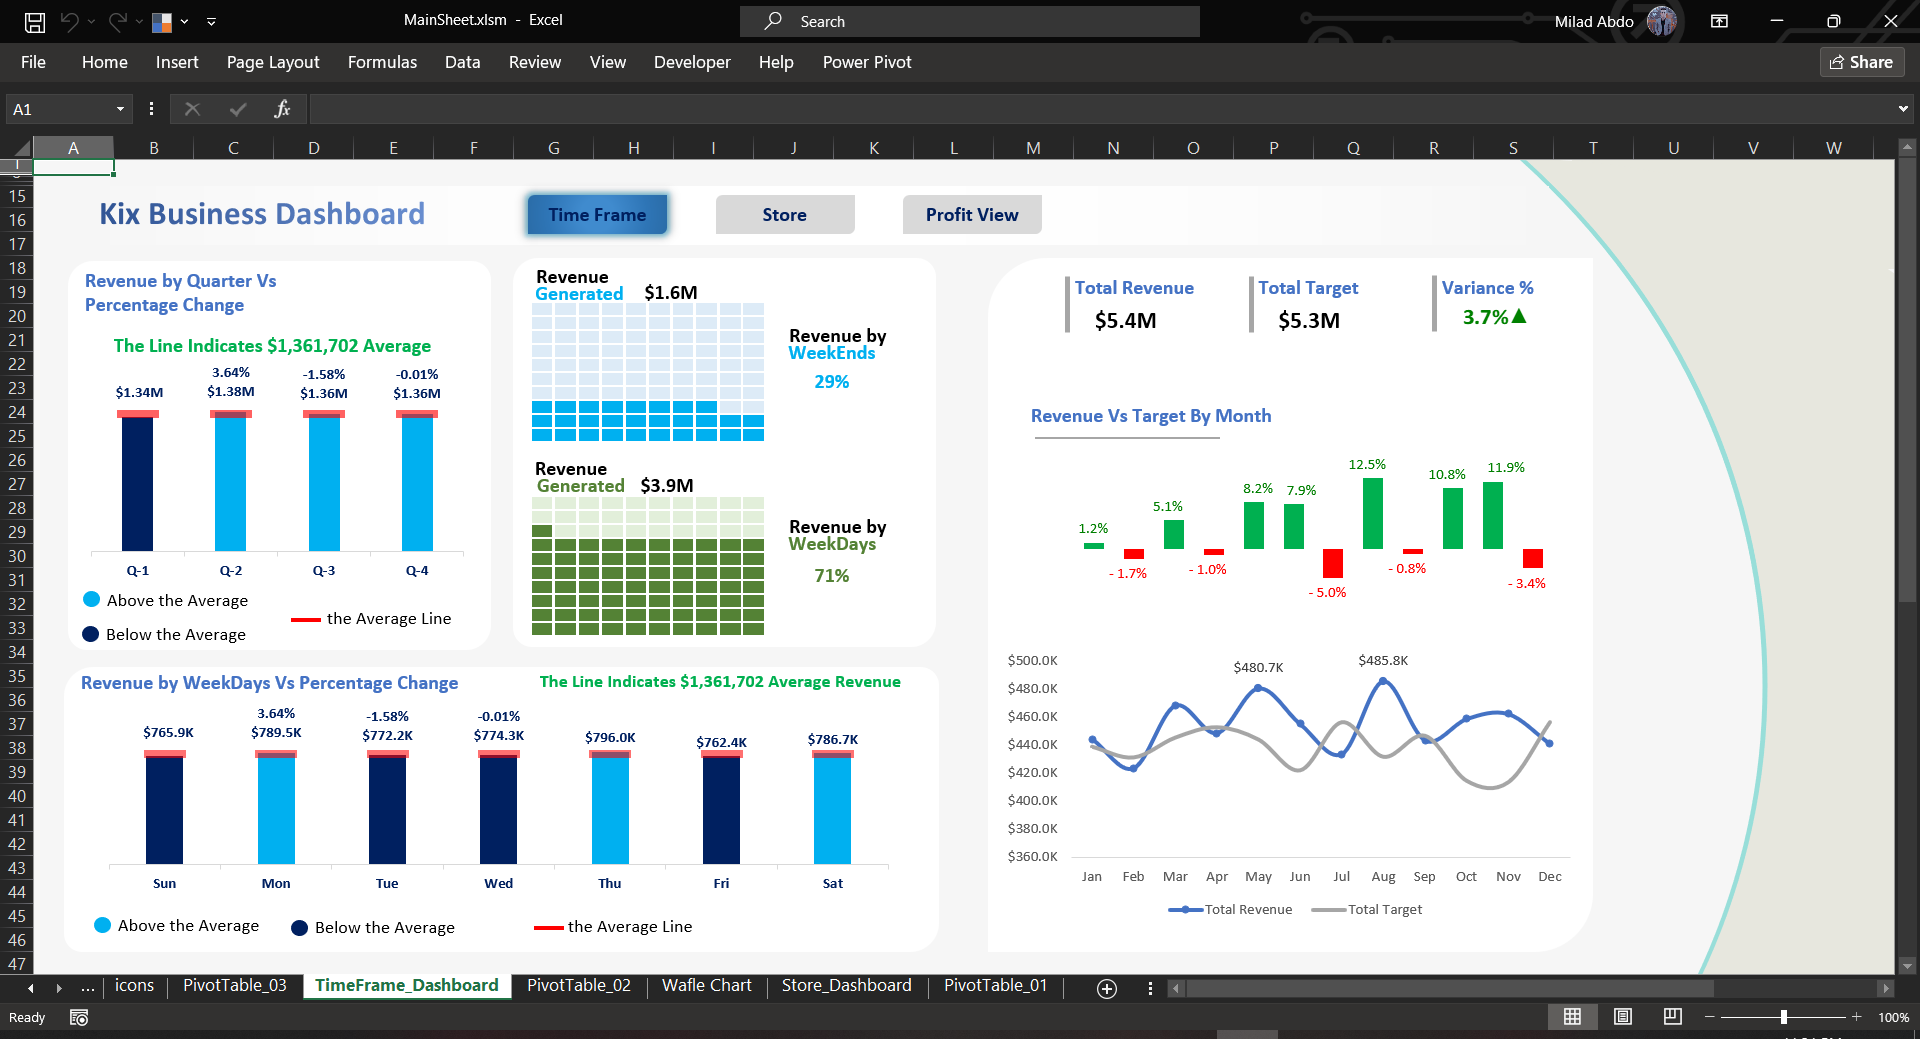 MainSheet.xlsm - Excel
Search
Milad Abdo
File Home Insert Page Layout Formulas Data Review View Developer Help Power Pivot
Share
A1
fx
A B C D E F G H I J K L M N O P Q R S T U V W
1
15
16
17
18
19
20
21
22
23
24
25
26
27
28
29
30
31
32
33
34
35
36
37
38
39
40
41
42
43
44
45
46
47
Kix Business Dashboard
Time Frame
Store
Profit View
Revenue by Quarter Vs
Percentage Change
The Line Indicates $1,361,702 Average
3.64% -1.58% -0.01%
$1.34M $1.38M $1.36M $1.36M
Q-1 Q-2 Q-3 Q-4
Above the Average
the Average Line
Below the Average
Revenue
Generated $1.6M
Revenue by
WeekEnds
29%
Revenue
Generated $3.9M
Revenue by
WeekDays
71%
Total Revenue
$5.4M
Total Target
$5.3M
Variance %
3.7%▲
Revenue Vs Target By Month
1.2%
- 1.7%
5.1%
- 1.0%
8.2%
7.9%
- 5.0%
12.5%
- 0.8%
10.8%
11.9%
- 3.4%
Revenue by WeekDays Vs Percentage Change
The Line Indicates $1,361,702 Average Revenue
3.64% -1.58% -0.01%
$765.9K $789.5K $772.2K $774.3K $796.0K $762.4K $786.7K
Sun Mon Tue Wed Thu Fri Sat
Above the Average
Below the Average
the Average Line
$500.0K
$480.0K
$460.0K
$440.0K
$420.0K
$400.0K
$380.0K
$360.0K
$480.7K
$485.8K
Jan Feb Mar Apr May Jun Jul Aug Sep Oct Nov Dec
Total Revenue
Total Target
... icons PivotTable_03 TimeFrame_Dashboard PivotTable_02 Wafle Chart Store_Dashboard PivotTable_01
Ready
100%